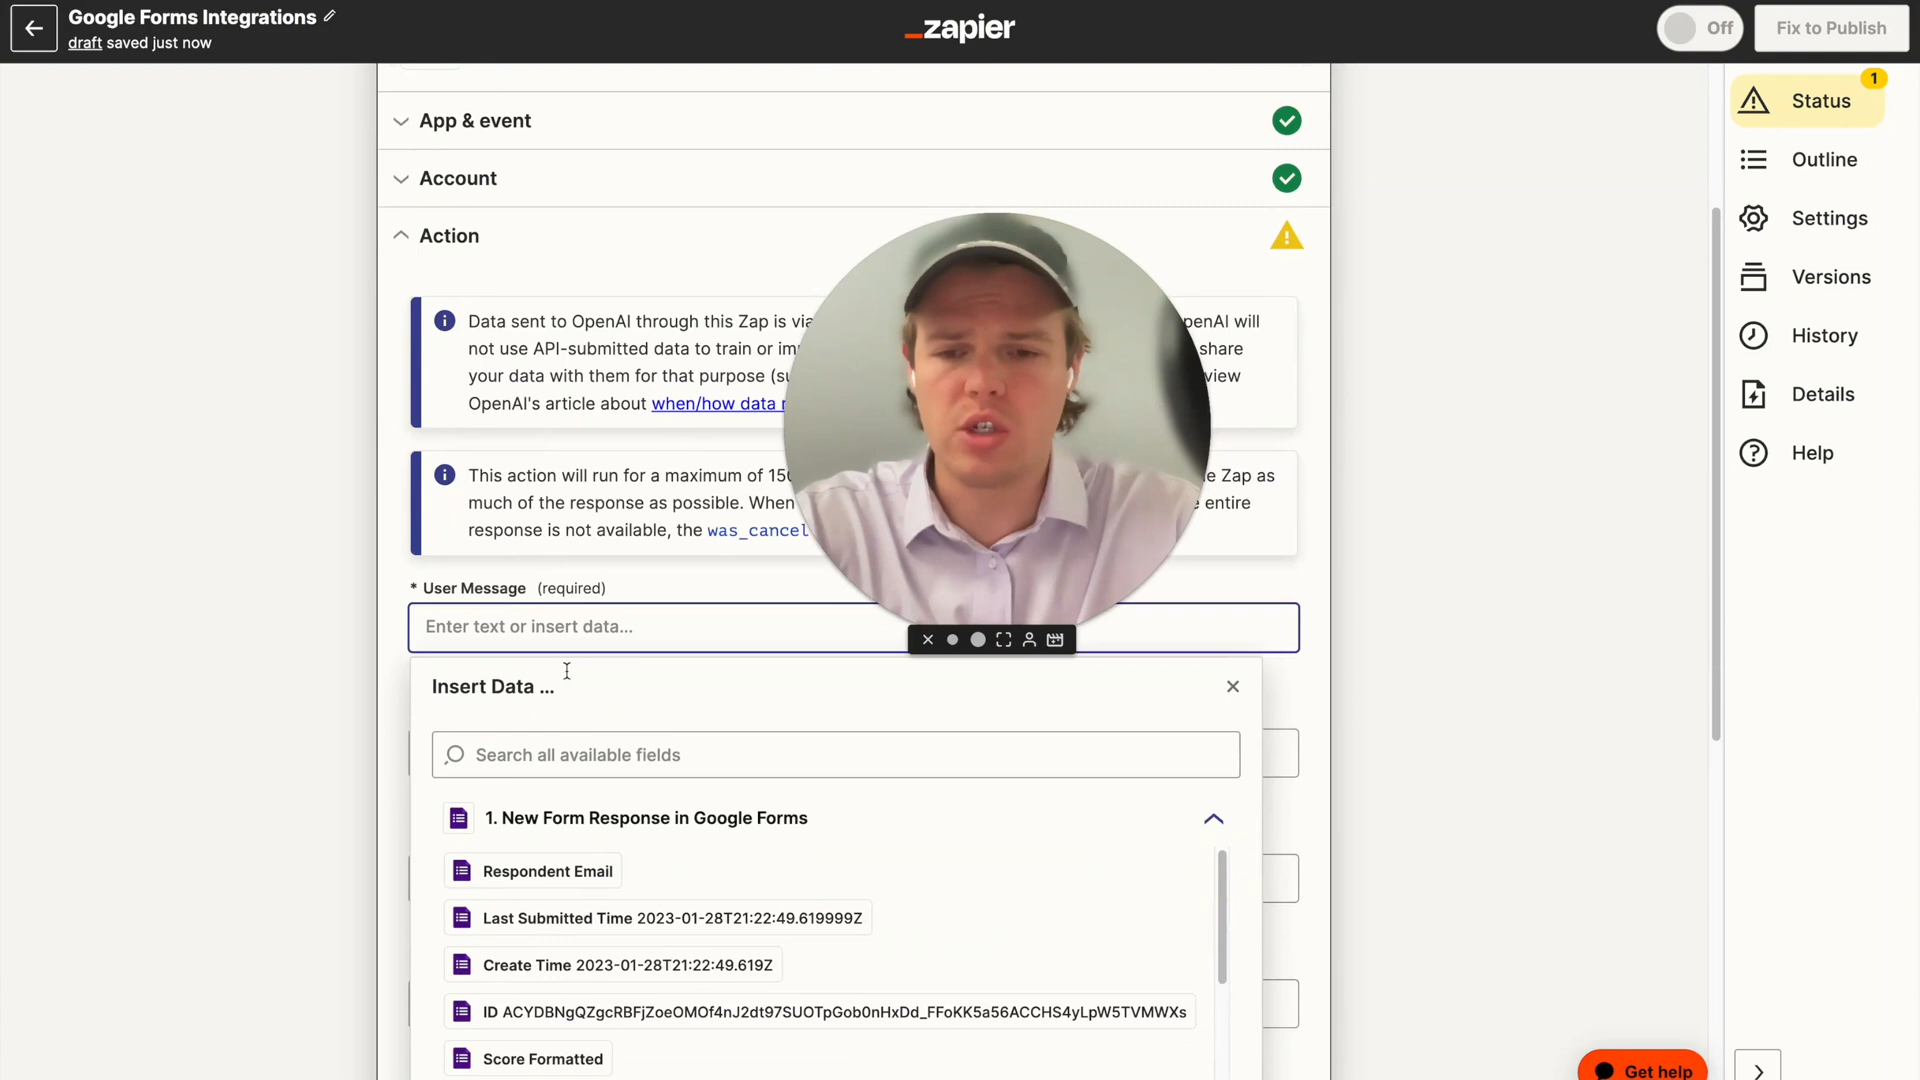 Google Forms Integrations
draft saved just now
zapier
Off
Fix to Publish
App & event
Account
Action
Data sent to OpenAI through this Zap is via
penAI will
not use API-submitted data to train or im
share
your data with them for that purpose (su
view
OpenAI's article about when/how data
This action will run for a maximum of 150
e Zap as
much of the response as possible. When
e entire
response is not available, the was_cancel
* User Message (required)
Enter text or insert data...
Insert Data ...
Search all available fields
1. New Form Response in Google Forms
Respondent Email
Last Submitted Time 2023-01-28T21:22:49.619999Z
Create Time 2023-01-28T21:22:49.619Z
ID ACYDBNgQZgcRBFjZoeOMOf4nJ2dt97SUOTpGob0nHxDd_FFoKK5a56ACCHS4yLpW5TVMWXs
Score Formatted
1
Status
Outline
Settings
Versions
History
Details
Help
Get help